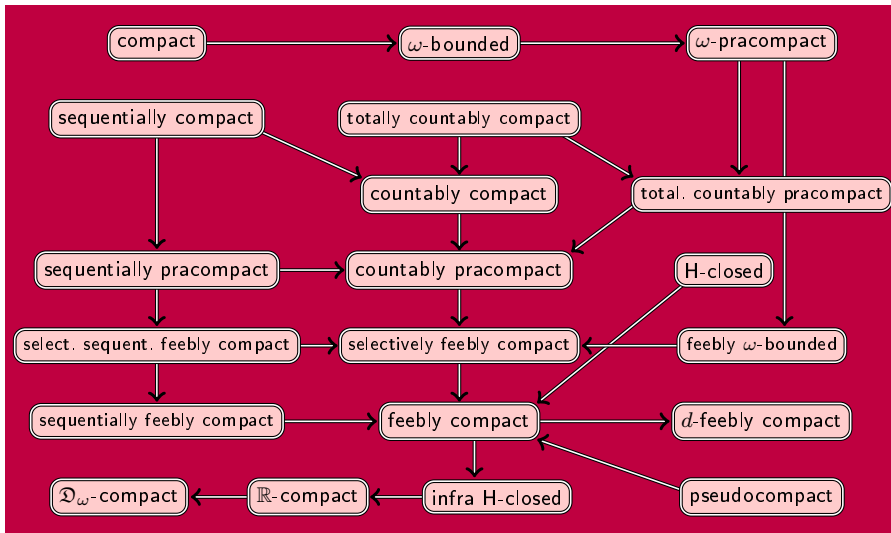 compact
ω-bounded
ω-pracompact
sequentially compact
totally countably compact
countably compact
total. countably pracompact
sequentially pracompact
countably pracompact
H-closed
select. sequent. feebly compact
selectively feebly compact
feebly ω-bounded
sequentially feebly compact
feebly compact
d-feebly compact
𝔇ω-compact
ℝ-compact
infra H-closed
pseudocompact